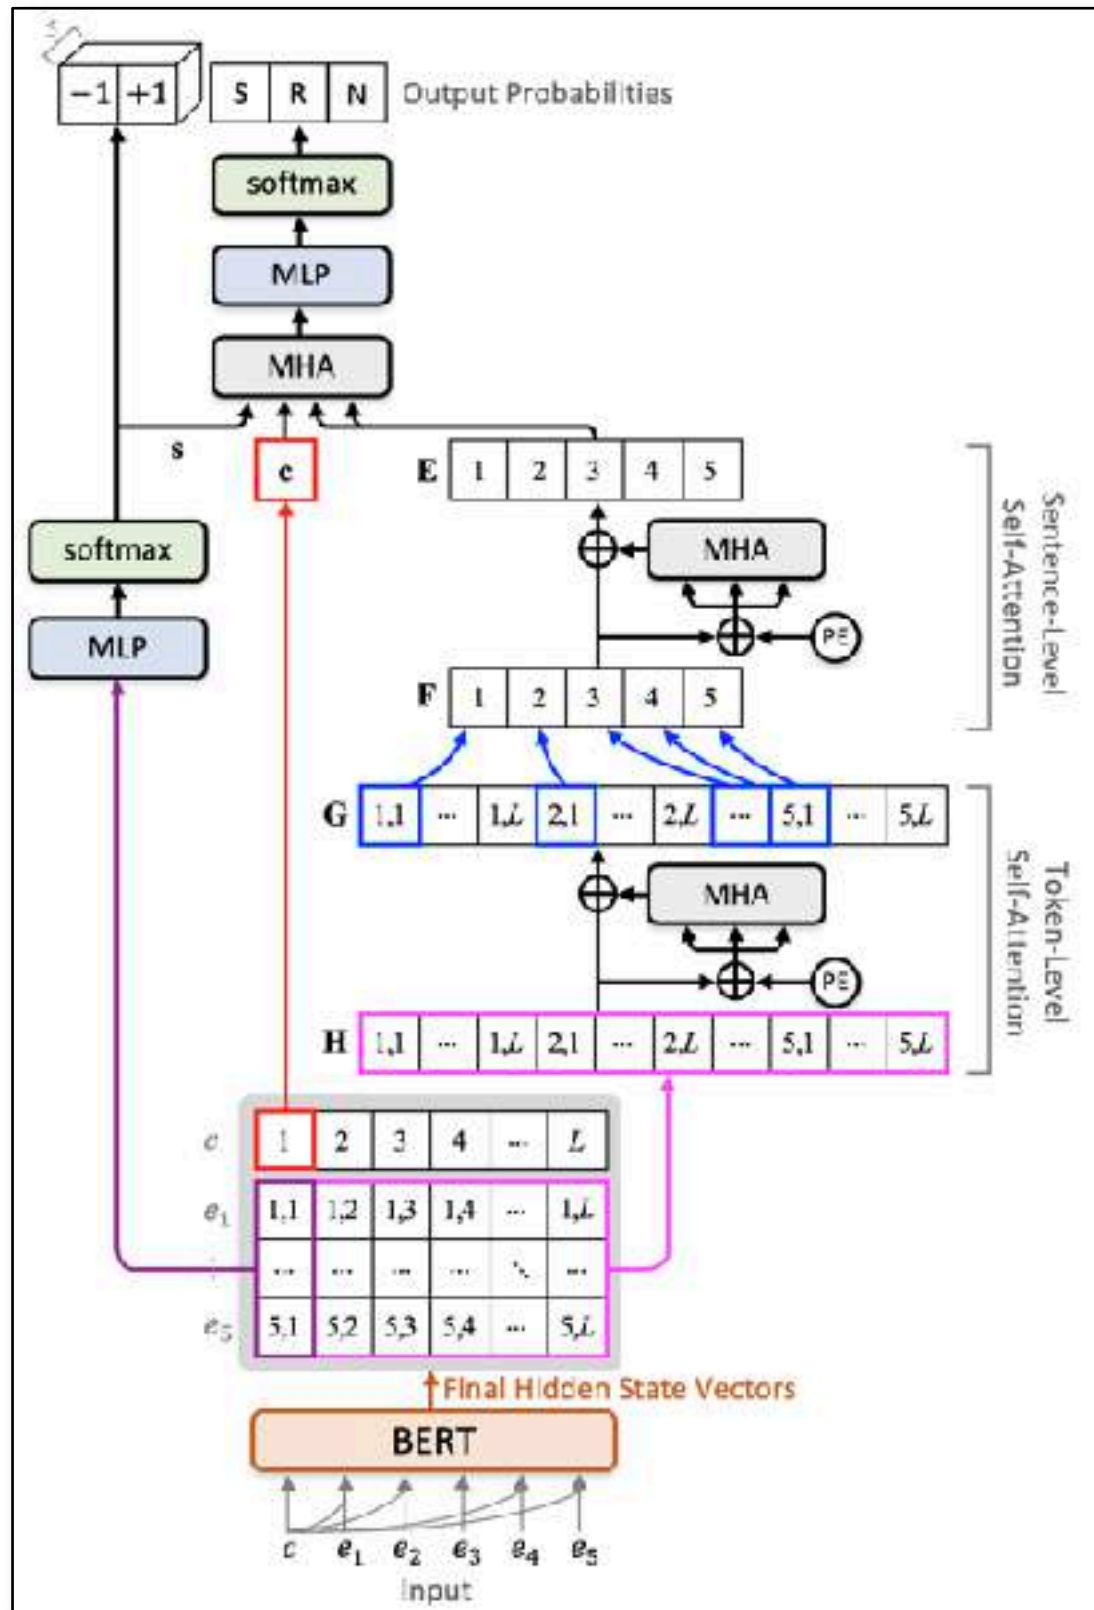 −1 +1 S R N Output Probabilities
softmax
MLP
MHA
s
c
E 1 2 3 4 5
softmax
MHA
MLP
PE
F 1 2 3 4 5
Sentence-Level
Self-Attention
G 1,1 ... 1,L 2,1 ... 2,L ... 5,1 ... 5,L
MHA
PE
H 1,1 ... 1,L 2,1 ... 2,L ... 5,1 ... 5,L
Token-Level
Self-Attention
c 1 2 3 4 ... L
e1 1,1 1,2 1,3 1,4 ... 1,L
⋮ ... ... ... ... ⋱ ...
e5 5,1 5,2 5,3 5,4 ... 5,L
Final Hidden State Vectors
BERT
c e1 e2 e3 e4 e5
Input